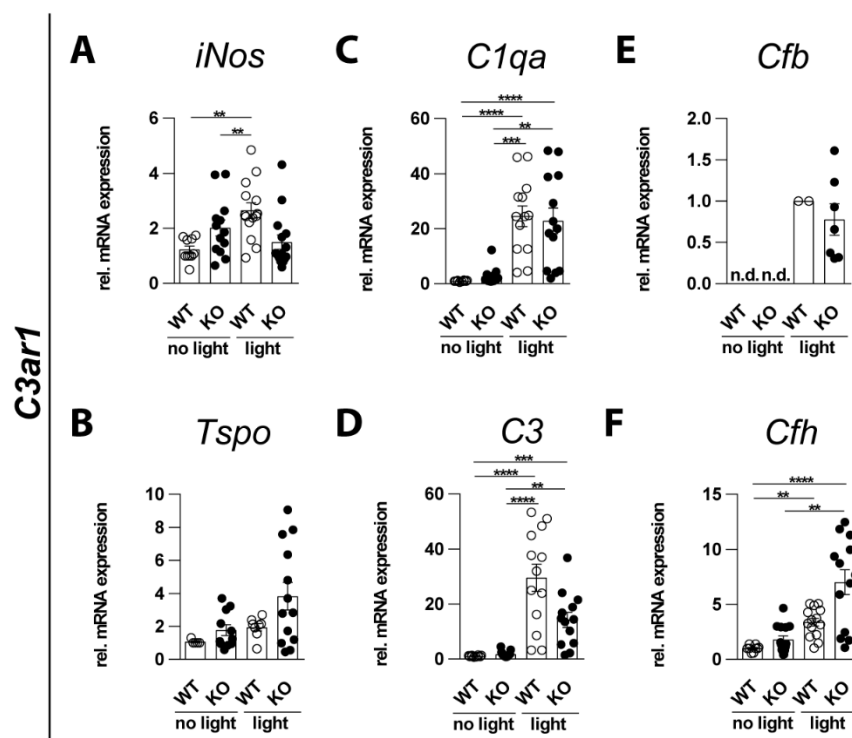 C3ar1
A
iNos
**
**
rel. mRNA expression
6
4
2
0
WT KO WT KO
no light light
C
C1qa
****
****
**
***
rel. mRNA expression
60
40
20
0
WT KO WT KO
no light light
E
Cfb
rel. mRNA expression
2.0
1.5
1.0
0.5
0.0
n.d. n.d.
WT KO WT KO
no light light
B
Tspo
rel. mRNA expression
10
8
6
4
2
0
WT KO WT KO
no light light
D
C3
***
****
**
****
rel. mRNA expression
60
40
20
0
WT KO WT KO
no light light
F
Cfh
****
**
**
rel. mRNA expression
15
10
5
0
WT KO WT KO
no light light